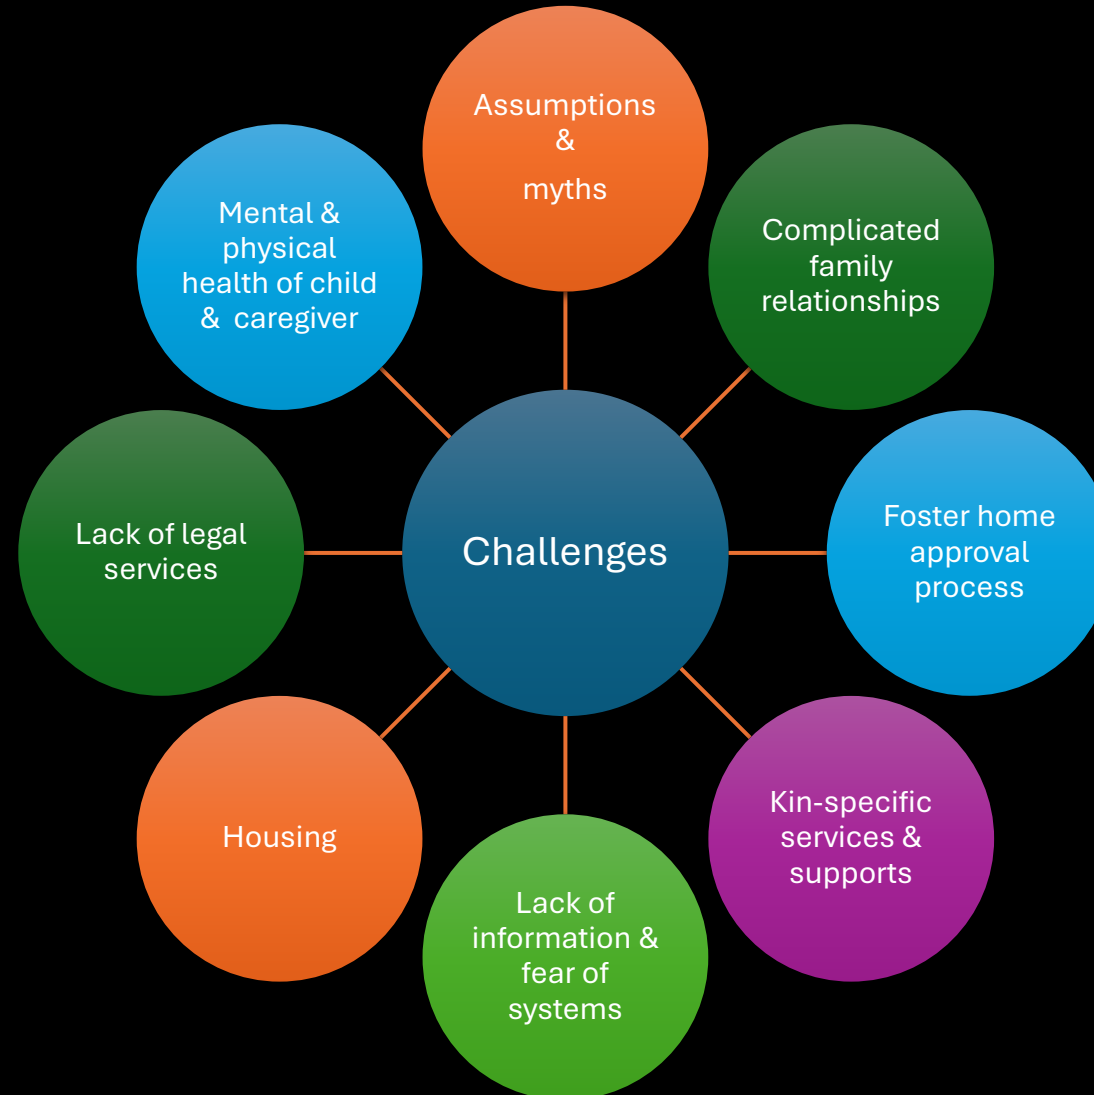 Assumptions
&
myths
Complicated
family
relationships
Foster home
approval
process
Kin-specific
services &
supports
Lack of
information &
fear of
systems
Housing
Lack of legal
services
Mental &
physical
health of child
&  caregiver
Challenges